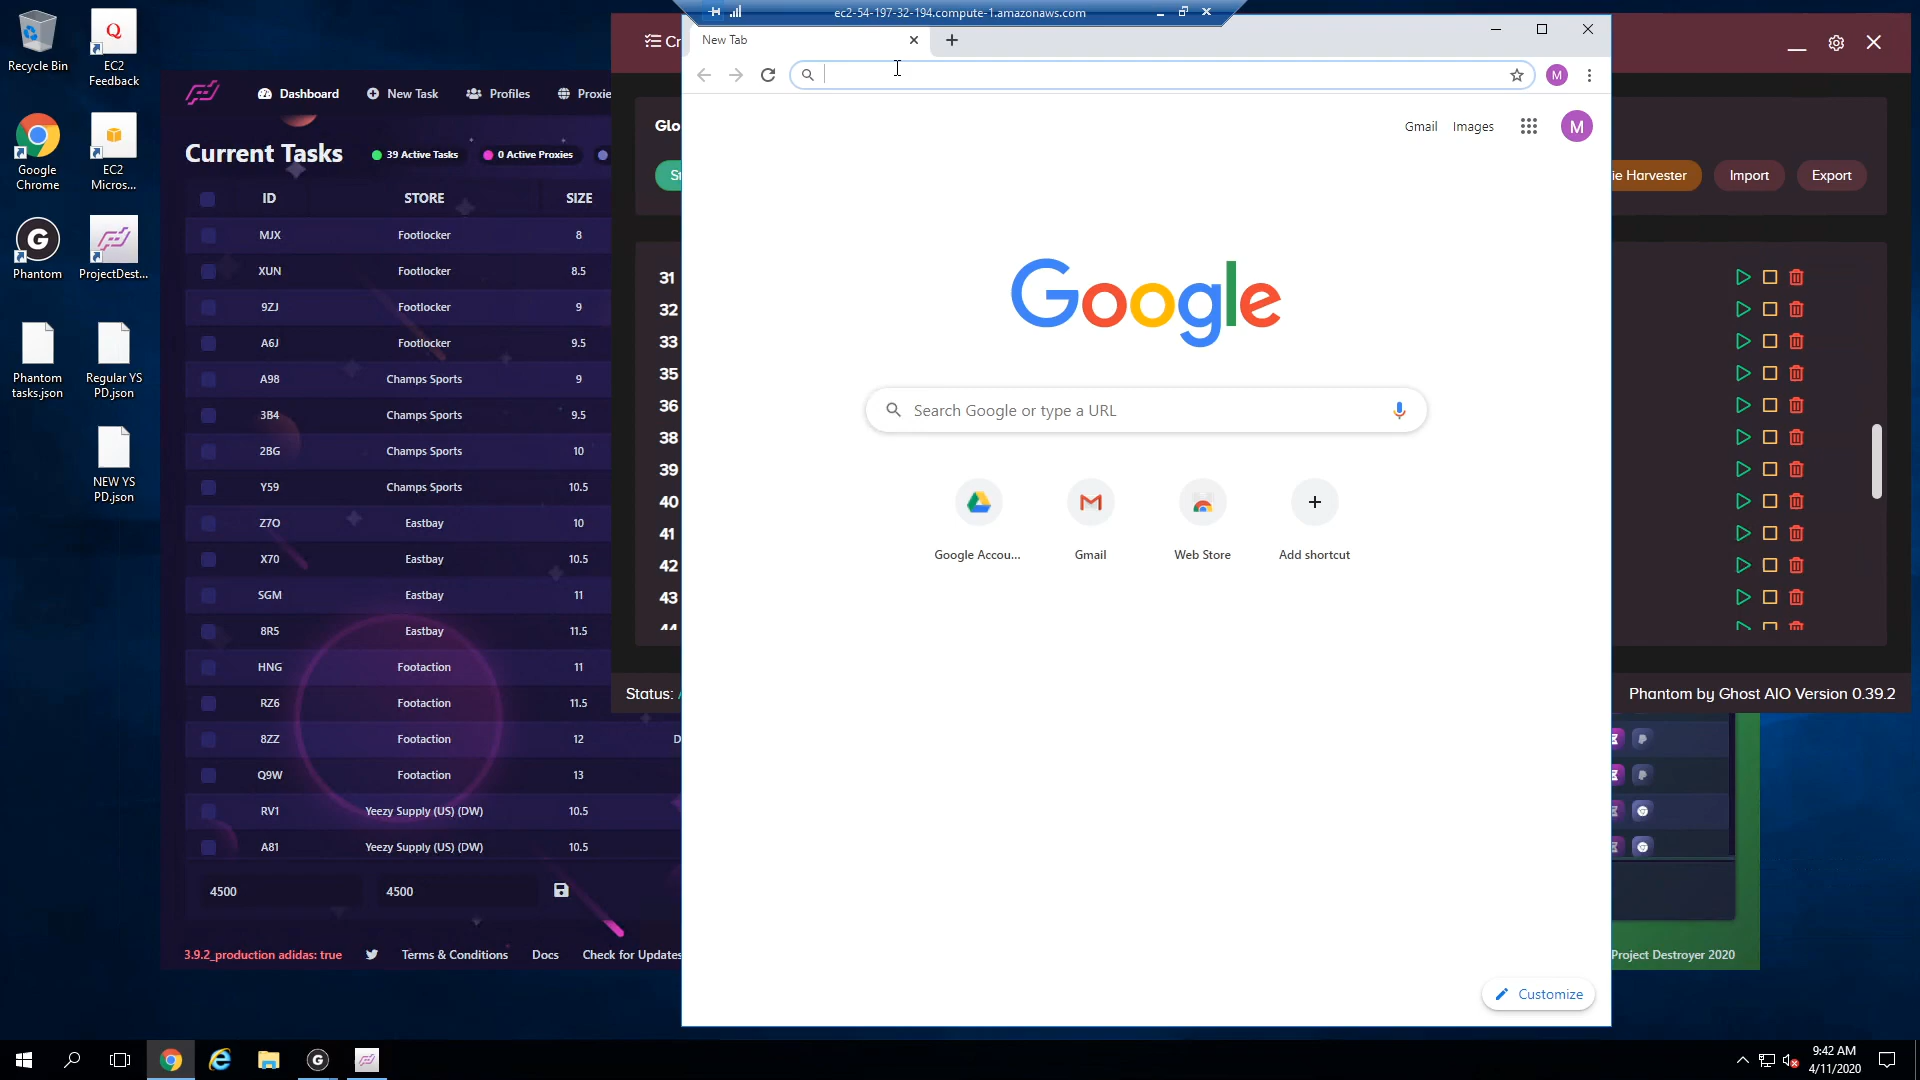 ec2-54-197-32-194.compute-1.amazonaws.com
Recycle Bin
EC2
Feedback
Google
Chrome
EC2
Micros...
Phantom
ProjectDest...
Phantom
tasks.json
Regular YS
PD.json
NEW YS
PD.json
Dashboard
New Task
Profiles
Current Tasks
39 Active Tasks
0 Active Proxies
ID STORE SIZE
MJX Footlocker 8
XUN Footlocker 8.5
9ZJ Footlocker 9
A6J Footlocker 9.5
A98 Champs Sports 9
3B4 Champs Sports 9.5
2BG Champs Sports 10
Y59 Champs Sports 10.5
Z7O Eastbay 10
X70 Eastbay 10.5
SGM Eastbay 11
8R5 Eastbay 11.5
HNG Footaction 11
RZ6 Footaction 11.5
8ZZ Footaction 12
Q9W Footaction 13
RV1 Yeezy Supply (US) (DW) 10.5
A81 Yeezy Supply (US) (DW) 10.5
4500 4500
3.9.2_production adidas: true
Terms & Conditions
Docs
Check for Updates
Glo
31
32
33
35
36
38
39
40
41
42
43
44
Status:
New Tab
M
Gmail
Images
M
Google
Search Google or type a URL
Google Accou...
Gmail
Web Store
Add shortcut
Customize
ie Harvester
Import
Export
Phantom by Ghost AIO Version 0.39.2
Project Destroyer 2020
9:42 AM
4/11/2020